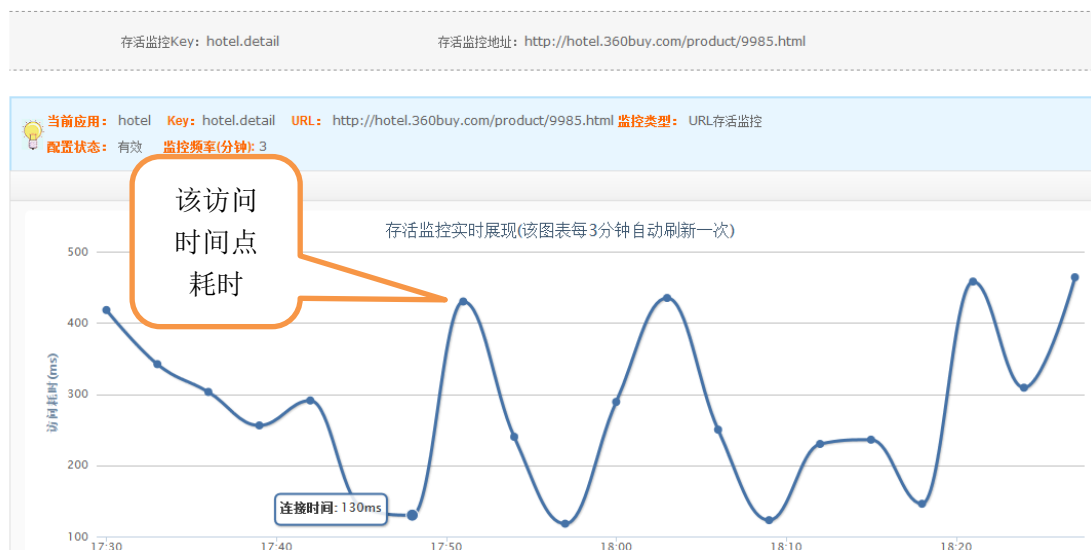 存活监控Key：hotel.detail 存活监控地址：http://hotel.360buy.com/product/9985.html
当前应用： hotel Key：hotel.detail URL： http://hotel.360buy.com/product/9985.html 监控类型： URL存活监控
配置状态： 有效 监控频率(分钟)：3
该访问
时间点
耗时
存活监控实时展现(该图表每3分钟自动刷新一次)
500
400
300
200
100
访问耗时(ms)
连接时间: 130ms
17:30 17:40 17:50 18:00 18:10 18:20